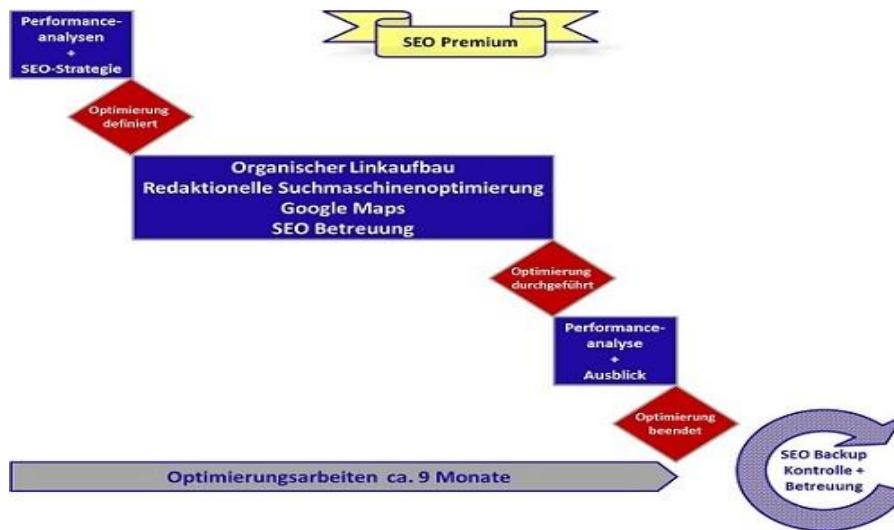 Performance-
analysen
+
SEO-Strategie
SEO Premium
Optimierung
definiert
Organischer Linkaufbau
Redaktionelle Suchmaschinenoptimierung
Google Maps
SEO Betreuung
Optimierung
durchgeführt
Performance-
analyse
+
Ausblick
Optimierung
beendet
SEO Backup
Kontrolle +
Betreuung
Optimierungsarbeiten ca. 9 Monate